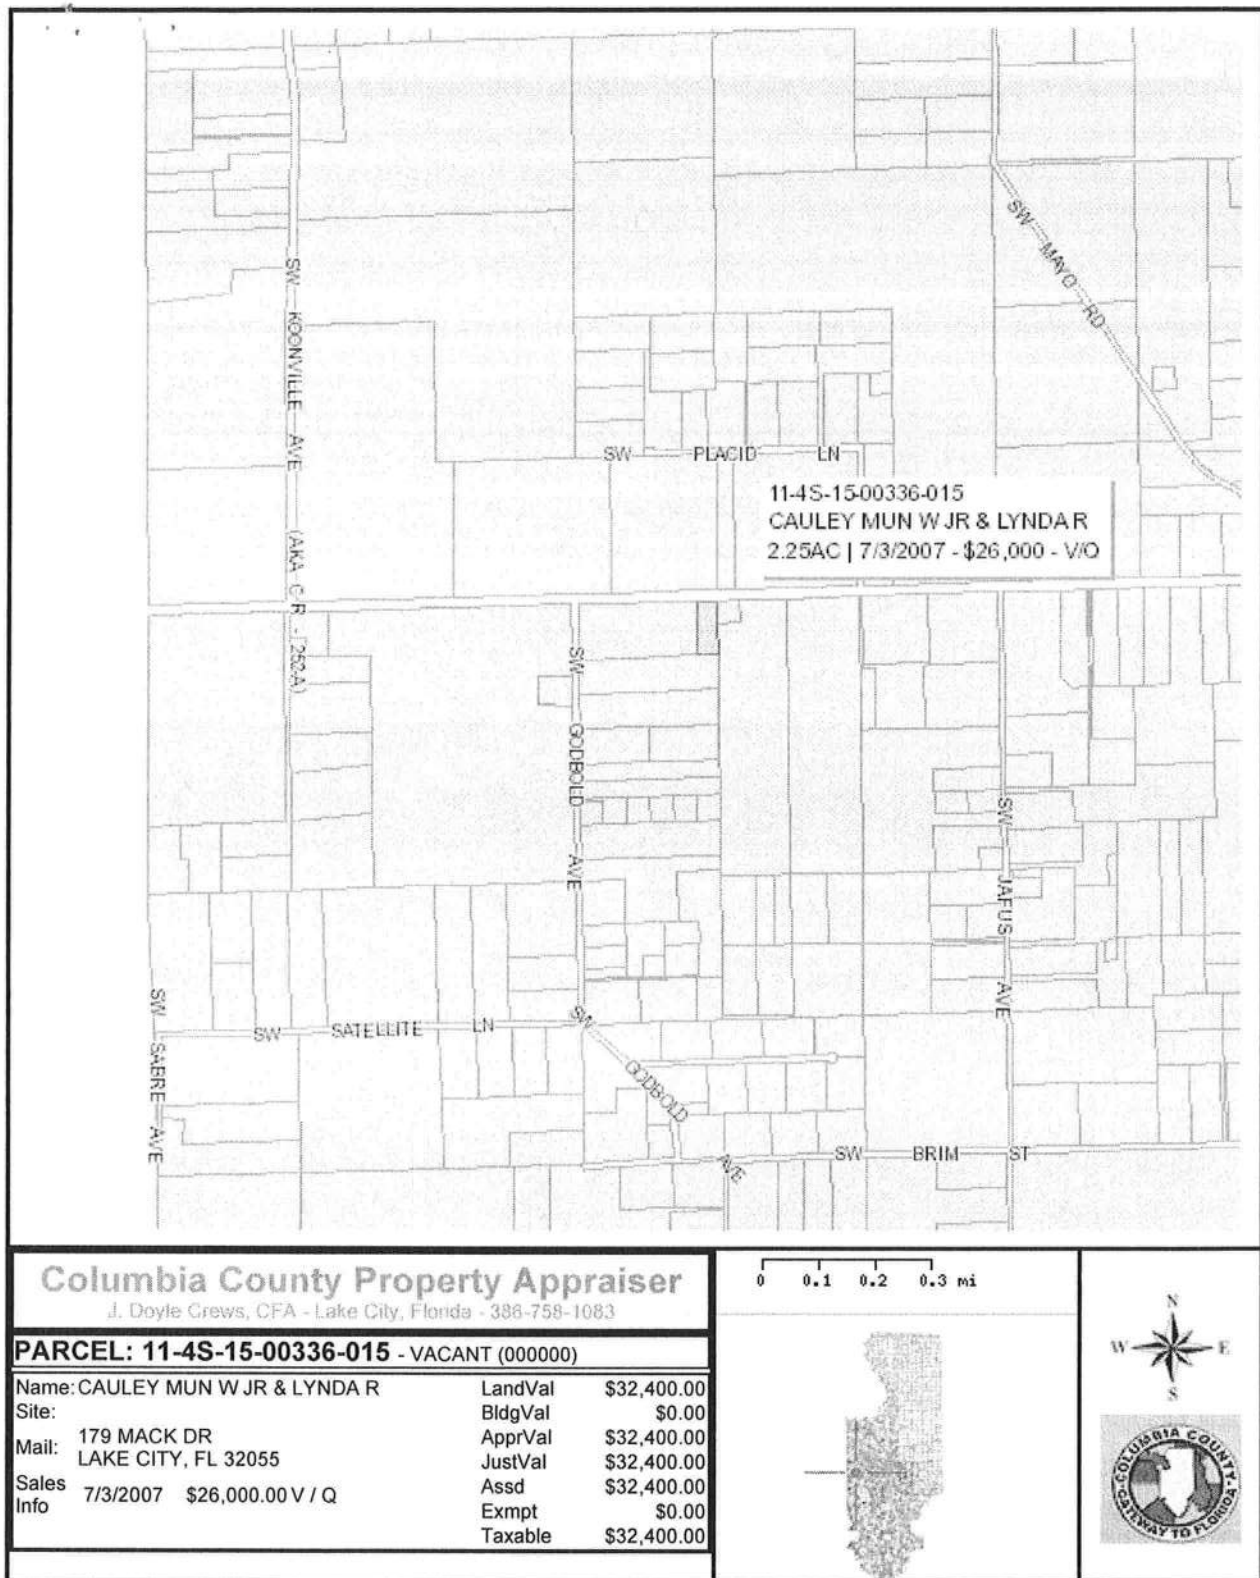 SW MAYO RD
SW KOONVILLE AVE (AKA C R - 252-A)
SW PLACID LN
11-4S-15-00336-015
CAULEY MUN W JR & LYNDA R
2.25AC | 7/3/2007 - $26,000 - V/Q
SW GODBOLD AVE
SW JAFUS AVE
SW SATELLITE LN
SW SABRE AVE
SW GODBOLD AVE
SW BRIM ST
Columbia County Property Appraiser
J. Doyle Crews, CFA - Lake City, Florida - 386-758-1083
PARCEL: 11-4S-15-00336-015 - VACANT (000000)
Name: CAULEY MUN W JR & LYNDA R
Site:
Mail: 179 MACK DR
LAKE CITY, FL 32055
Sales Info 7/3/2007 $26,000.00 V / Q
LandVal $32,400.00
BldgVal $0.00
ApprVal $32,400.00
JustVal $32,400.00
Assd $32,400.00
Exmpt $0.00
Taxable $32,400.00
0 0.1 0.2 0.3 mi
N
W E
S
COLUMBIA COUNTY
GATEWAY TO FLORIDA